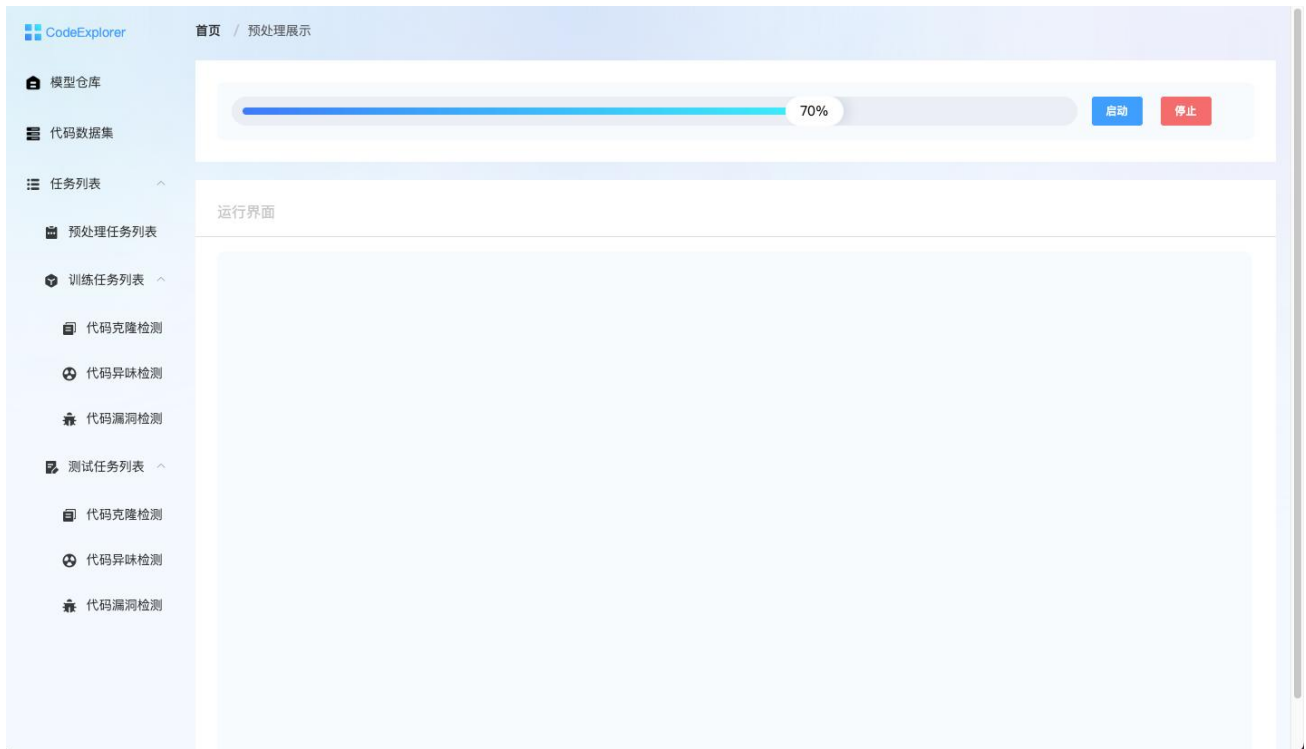 CodeExplorer
首页 / 预处理展示
模型仓库
代码数据集
任务列表
预处理任务列表
训练任务列表
代码克隆检测
代码异味检测
代码漏洞检测
测试任务列表
代码克隆检测
代码异味检测
代码漏洞检测
70%
启动
停止
运行界面